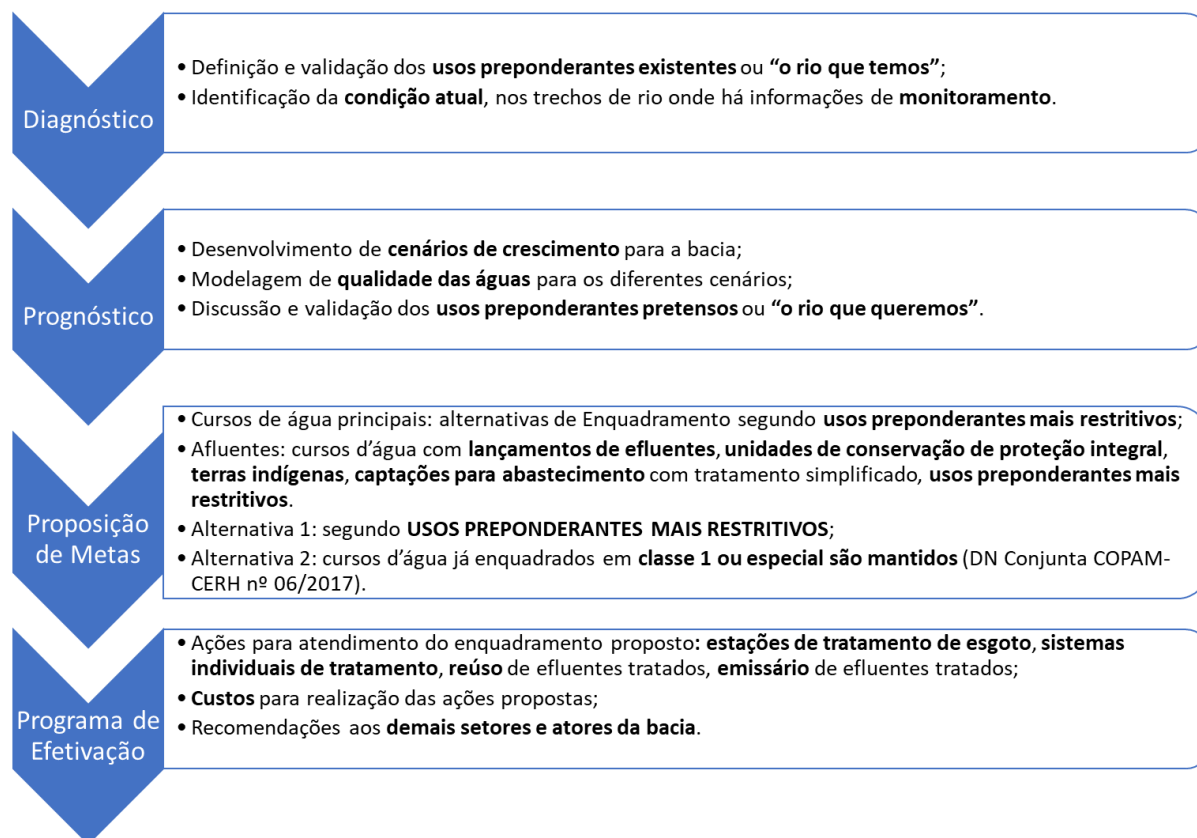 Diagnóstico
• Definição e validação dos usos preponderantes existentes ou “o rio que temos”;
• Identificação da condição atual, nos trechos de rio onde há informações de monitoramento.
Prognóstico
• Desenvolvimento de cenários de crescimento para a bacia;
• Modelagem de qualidade das águas para os diferentes cenários;
• Discussão e validação dos usos preponderantes pretensos ou “o rio que queremos”.
Proposição
de Metas
• Cursos de água principais: alternativas de Enquadramento segundo usos preponderantes mais restritivos;
• Afluentes: cursos d’água com lançamentos de efluentes, unidades de conservação de proteção integral,
terras indígenas, captações para abastecimento com tratamento simplificado, usos preponderantes mais
restritivos.
• Alternativa 1: segundo USOS PREPONDERANTES MAIS RESTRITIVOS;
• Alternativa 2: cursos d’água já enquadrados em classe 1 ou especial são mantidos (DN Conjunta COPAM-
CERH nº 06/2017).
Programa de
Efetivação
• Ações para atendimento do enquadramento proposto: estações de tratamento de esgoto, sistemas
individuais de tratamento, reúso de efluentes tratados, emissário de efluentes tratados;
• Custos para realização das ações propostas;
• Recomendações aos demais setores e atores da bacia.